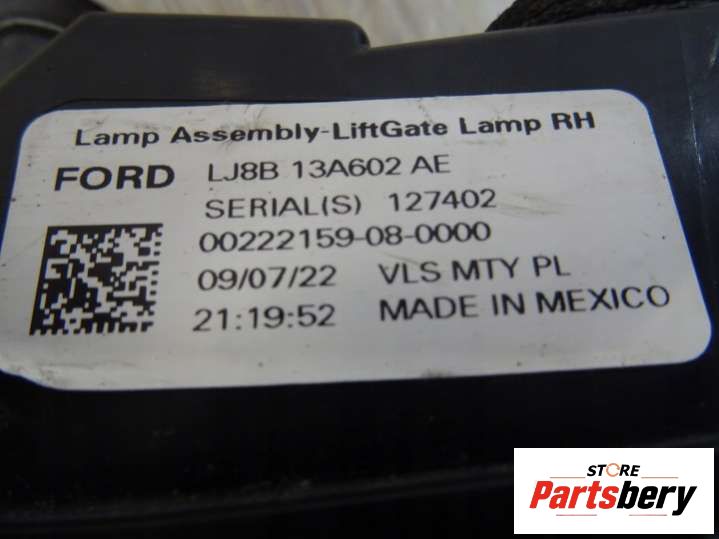 Lamp Assembly-LiftGate Lamp RH
FORD LJ8B 13A602 AE
SERIAL(S) 127402
00222159-08-0000
09/07/22 VLS MTY PL
21:19:52 MADE IN MEXICO
STORE
Partsbery